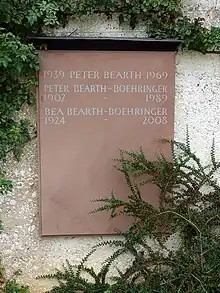 1939 PETER BEARTH 1969
PETER BEARTH-BOEHRINGER
1907 - 1989
BEA BEARTH-BOEHRINGER
1924 - 2008